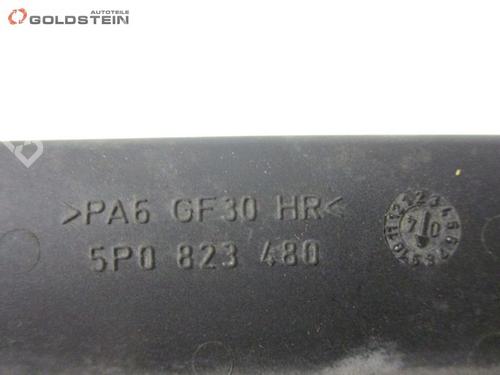 AUTOTEILE
GOLDSTEIN
>PA6 GF30 HR<
5P0 823 480